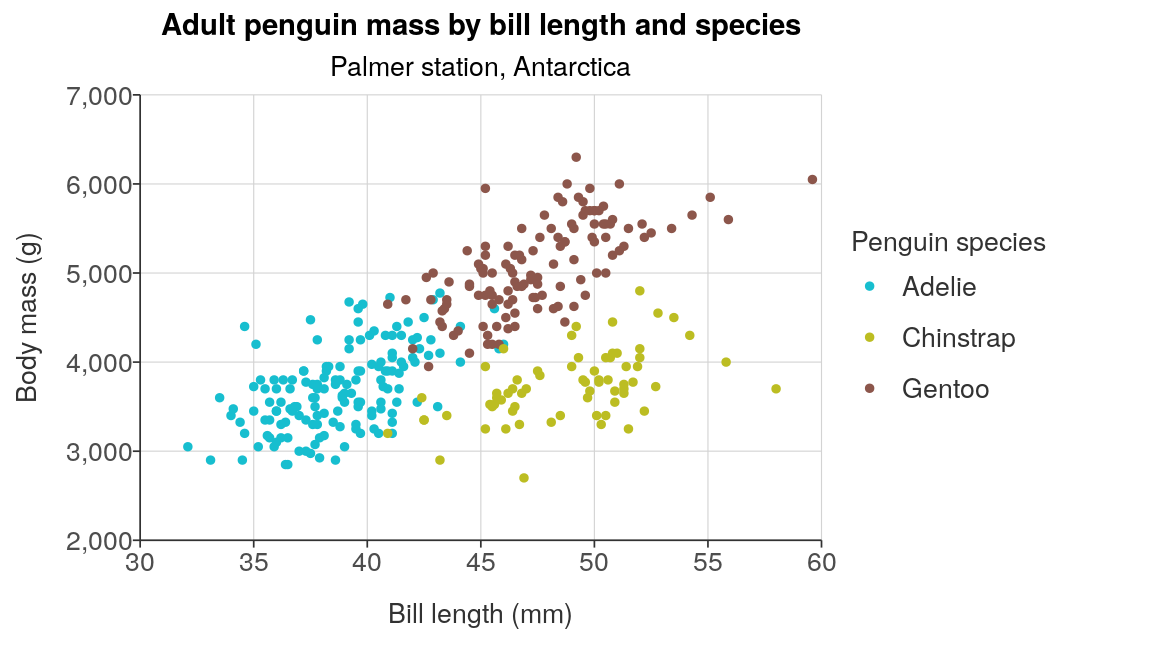 Adult penguin mass by bill length and species
Palmer station, Antarctica
7,000
6,000
5,000
4,000
3,000
2,000
Body mass (g)
30 35 40 45 50 55 60
Bill length (mm)
Penguin species
Adelie
Chinstrap
Gentoo